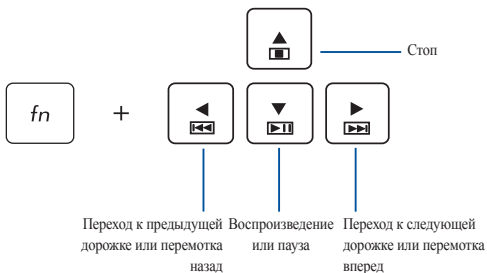 Стоп
fn
+
Переход к предыдущей
дорожке или перемотка
назад
Воспроизведение
или пауза
Переход к следующей
дорожке или перемотка
вперед